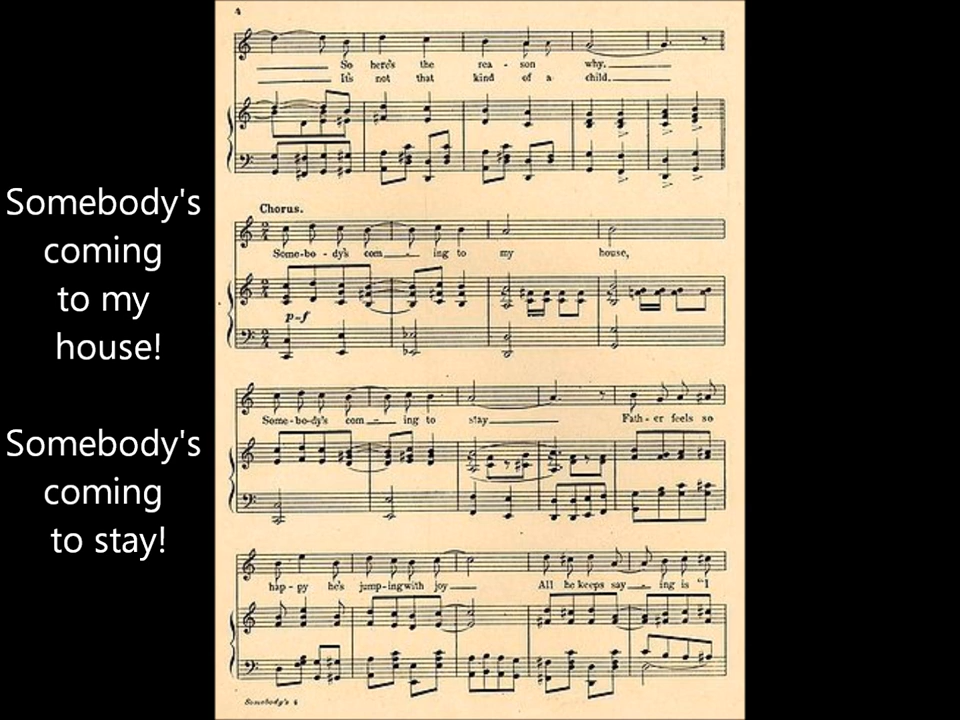 Somebody's
coming
to my
house!
Somebody's
coming
to stay!
4
So here's the rea - son why.
It's not that kind of a child.
Chorus.
Some-bo - dy's com - ing to my house,
p-f
Some-bo-dy's com - ing to stay Fath-er feels so
hap-py he's jump-ing with joy All he keeps say - ing is "I
Somebody's 4